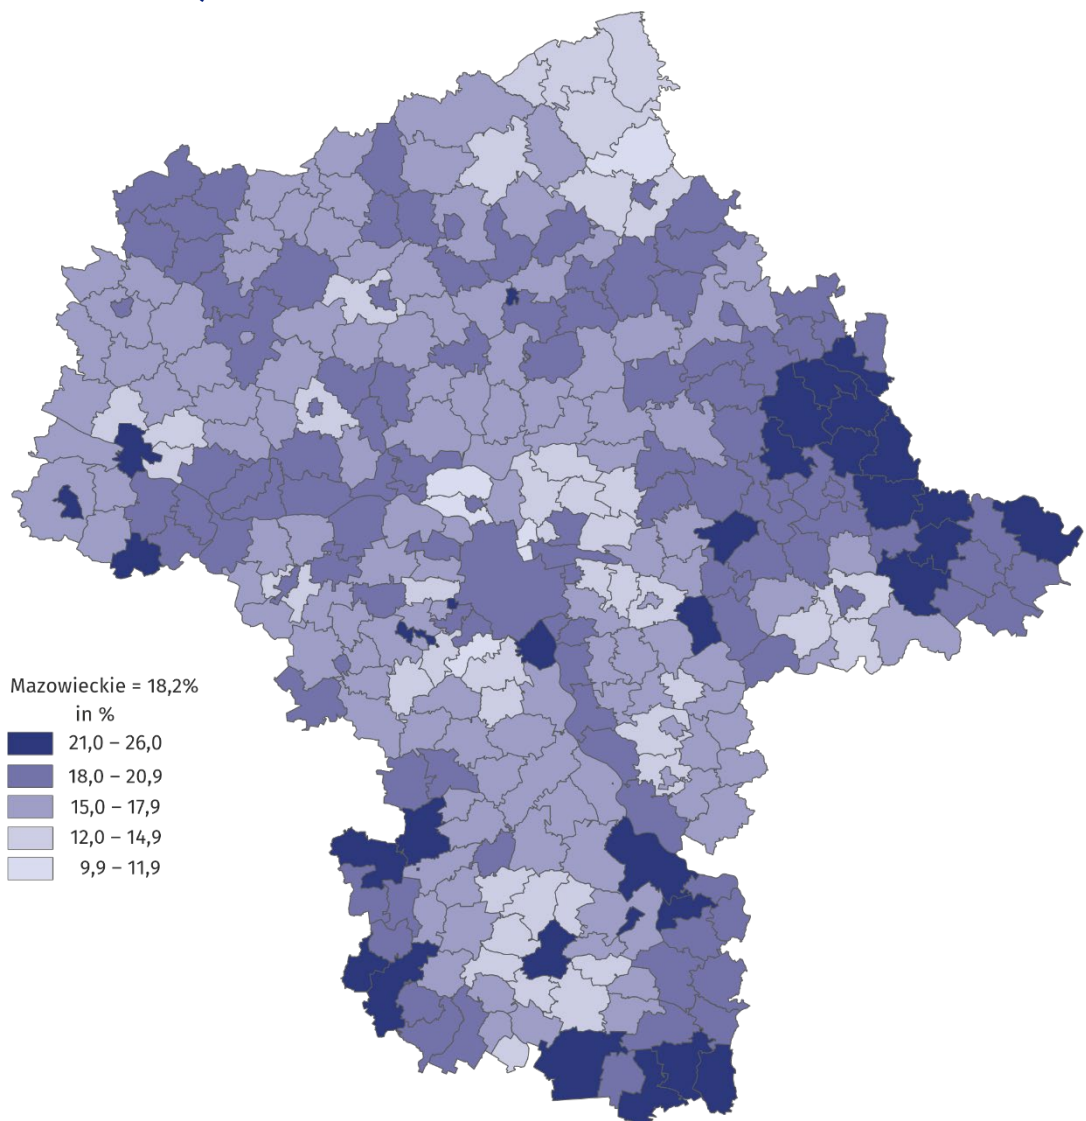 Mazowieckie = 18,2%
in %
21,0 – 26,0
18,0 – 20,9
15,0 – 17,9
12,0 – 14,9
9,9 – 11,9